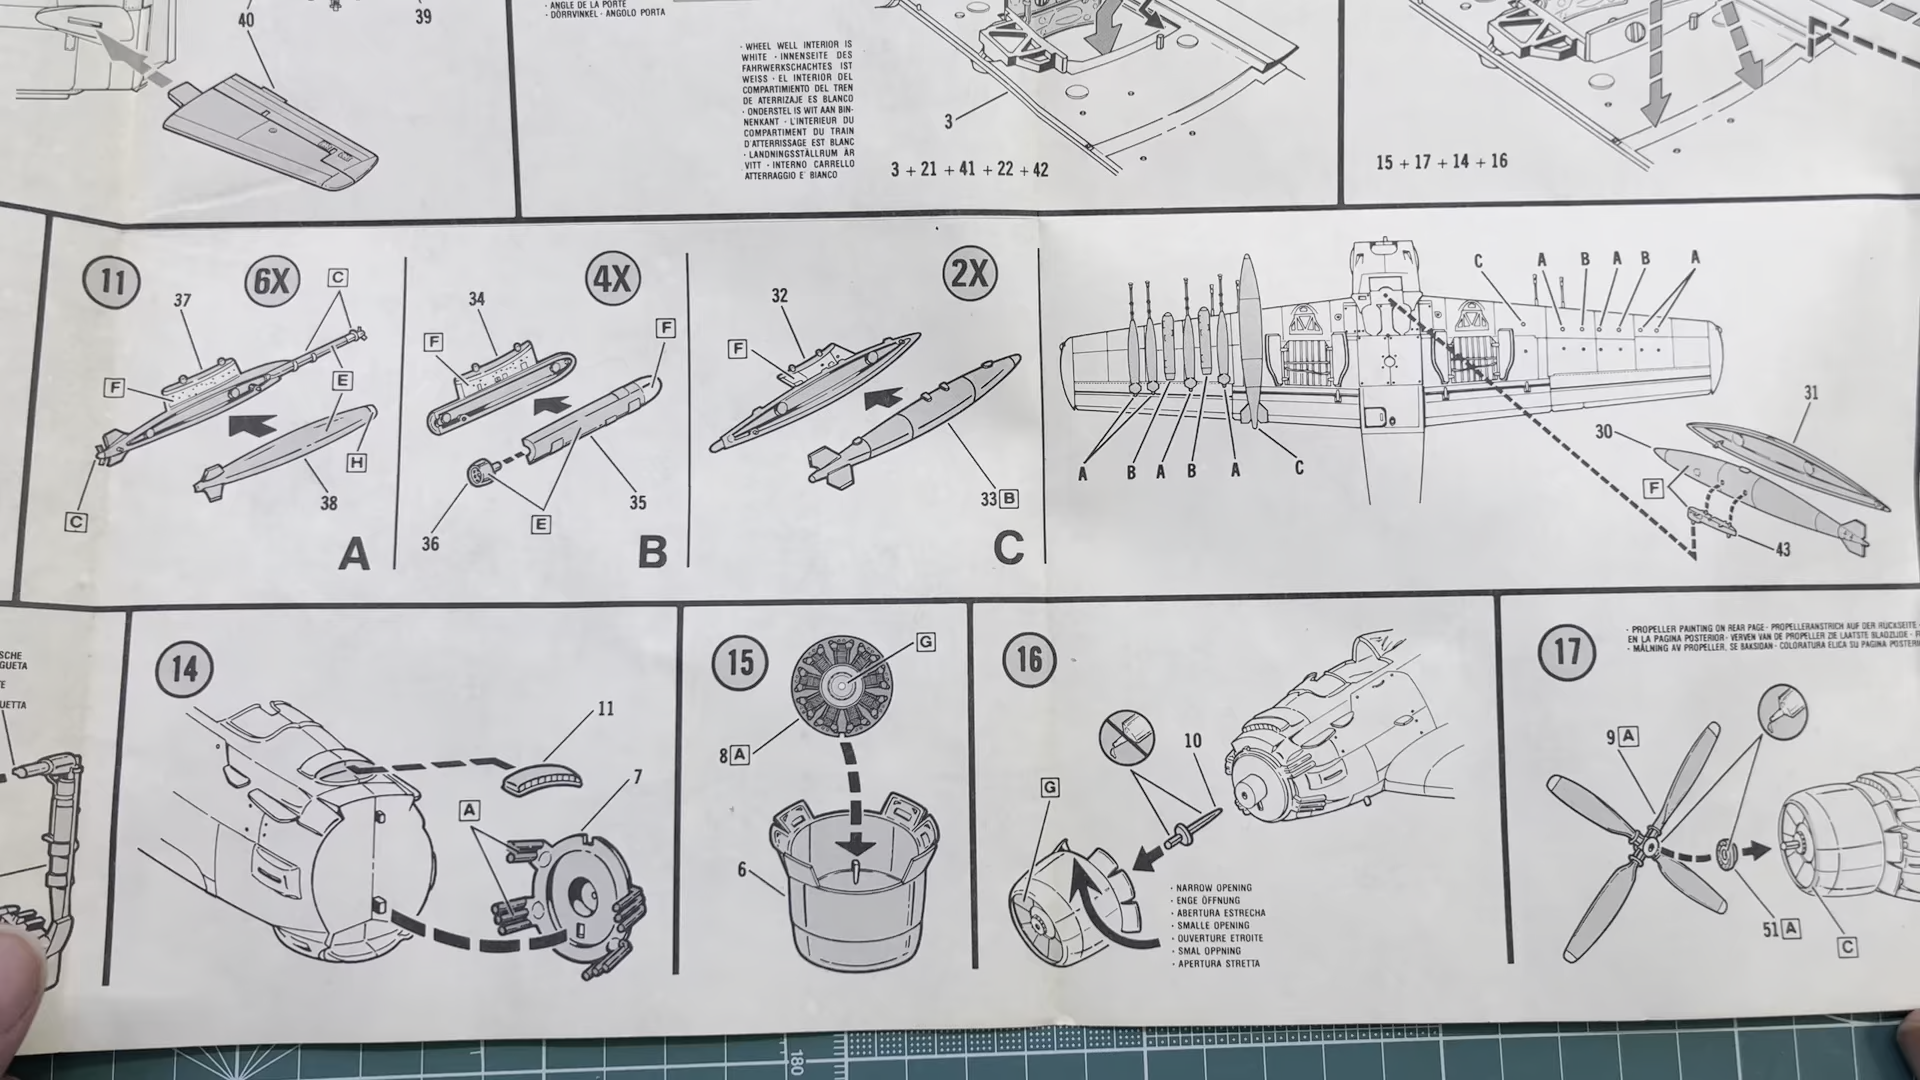 40
39
· ANGLE DE LA PORTE
· DÖRRVINKEL · ANGOLO PORTA
· WHEEL WELL INTERIOR IS
WHITE · INNENSEITE DES
FAHRWERKSCHACHTES IST
WEISS · EL INTERIOR DEL
COMPARTIMIENTO DEL TREN
DE ATERRIZAJE ES BLANCO
· ONDERSTEL IS WIT AAN BIN-
NENKANT · L'INTERIEUR DU
COMPARTIMENT DU TRAIN
D'ATTERRISSAGE EST BLANC
· LANDNINGSSTÄLLRUM ÄR
VITT · INTERNO CARRELLO
ATTERRAGGIO E' BIANCO
3
3 + 21 + 41 + 22 + 42
15 + 17 + 14 + 16
11
6X
37
C
F
E
H
38
C
A
4X
34
F
F
36
E
35
B
2X
32
F
33 B
C
C A B A B A
A B A B A C
31
30
F
43
SCHE
GUETA
UETTA
14
11
7
A
15
G
8 A
6
16
10
G
· NARROW OPENING
· ENGE ÖFFNUNG
· ABERTURA ESTRECHA
· SMALLE OPENING
· OUVERTURE ETROITE
· SMAL OPPNING
· APERTURA STRETTA
17
· PROPELLER PAINTING ON REAR PAGE · PROPELLERANSTRICH AUF DER RÜCKSEITE ·
EN LA PAGINA POSTERIOR · VERVEN VAN DE PROPELLER ZIE LAATSTE BLADZIJDE ·
· MÅLNING AV PROPELLER, SE BAKSIDAN · COLORATURA ELICA SU PAGINA
9 A
51 A
C
180